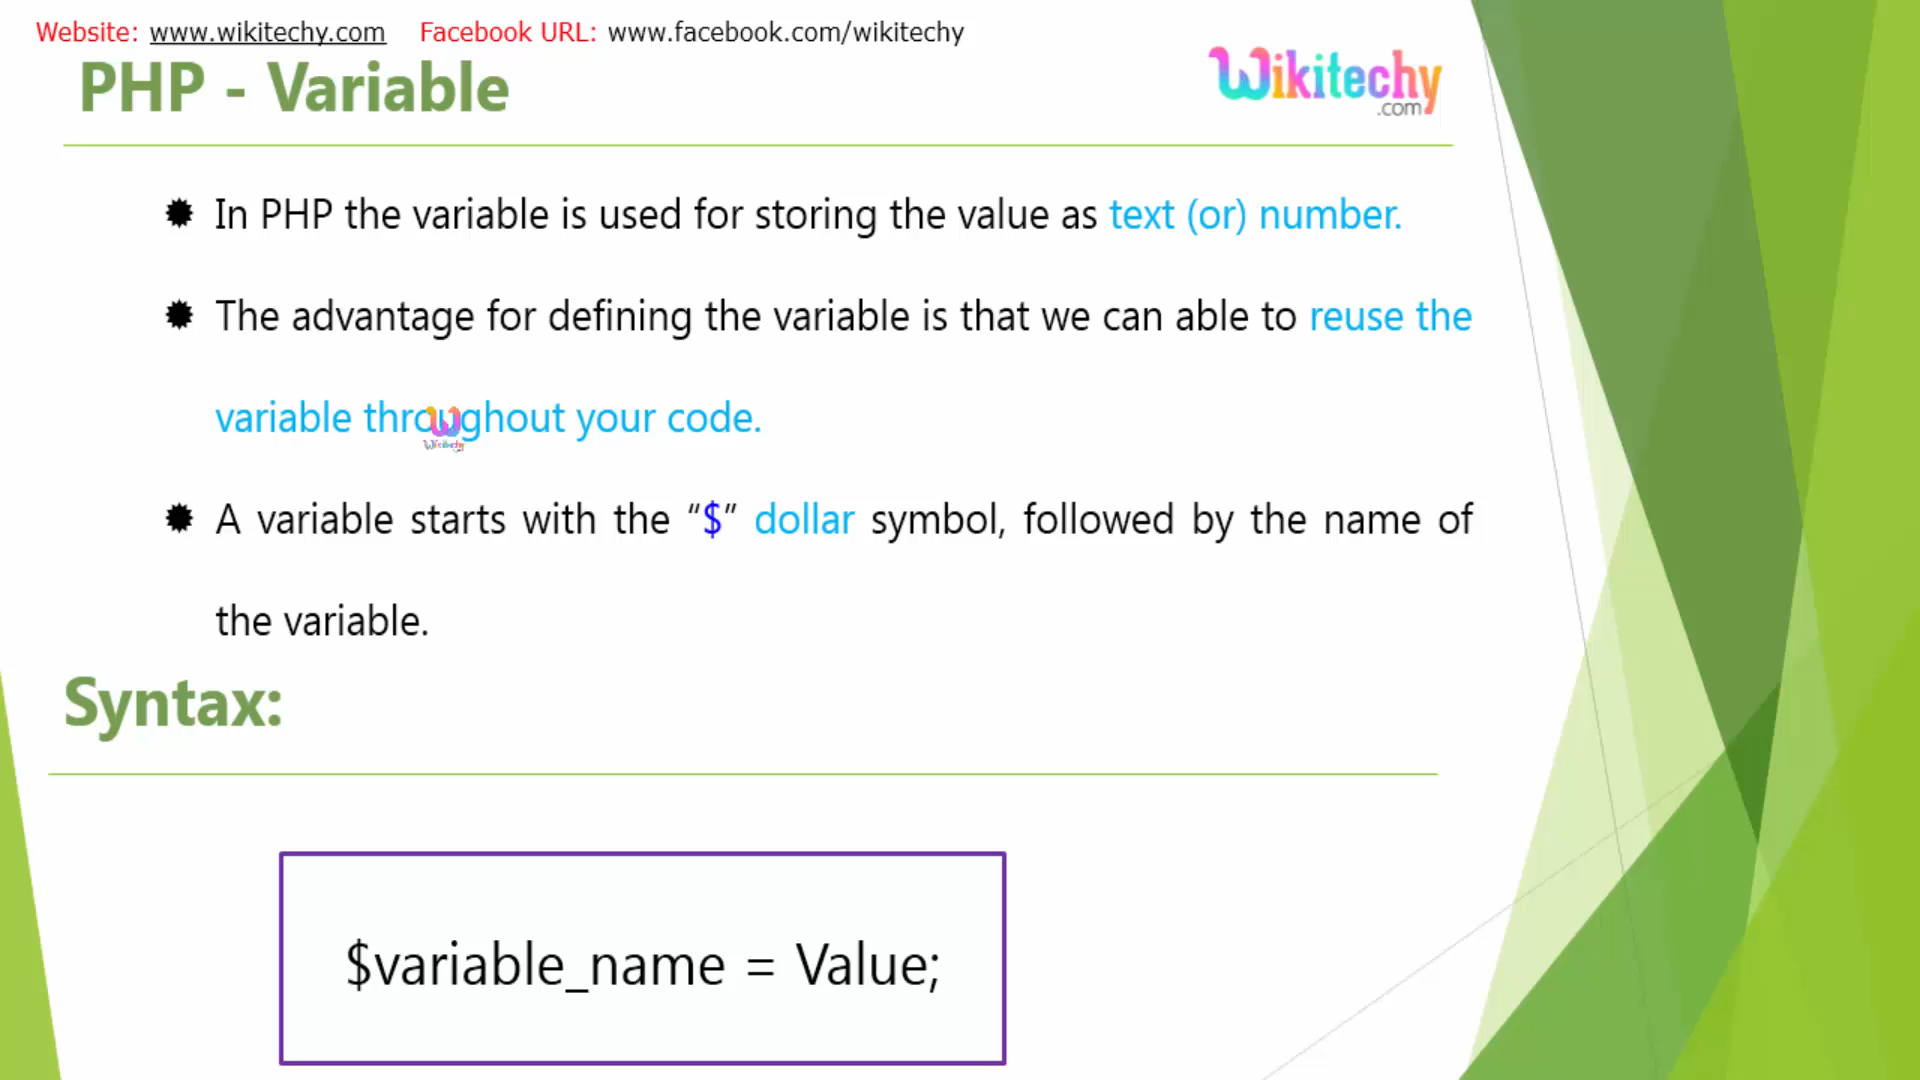 Website: www.wikitechy.com Facebook URL: www.facebook.com/wikitechy
PHP - Variable
Wikitechy
.com
In PHP the variable is used for storing the value as text (or) number.
The advantage for defining the variable is that we can able to reuse the
variable throughout your code.
Wikitechy
A variable starts with the “$” dollar symbol, followed by the name of
the variable.
Syntax:
$variable_name = Value;